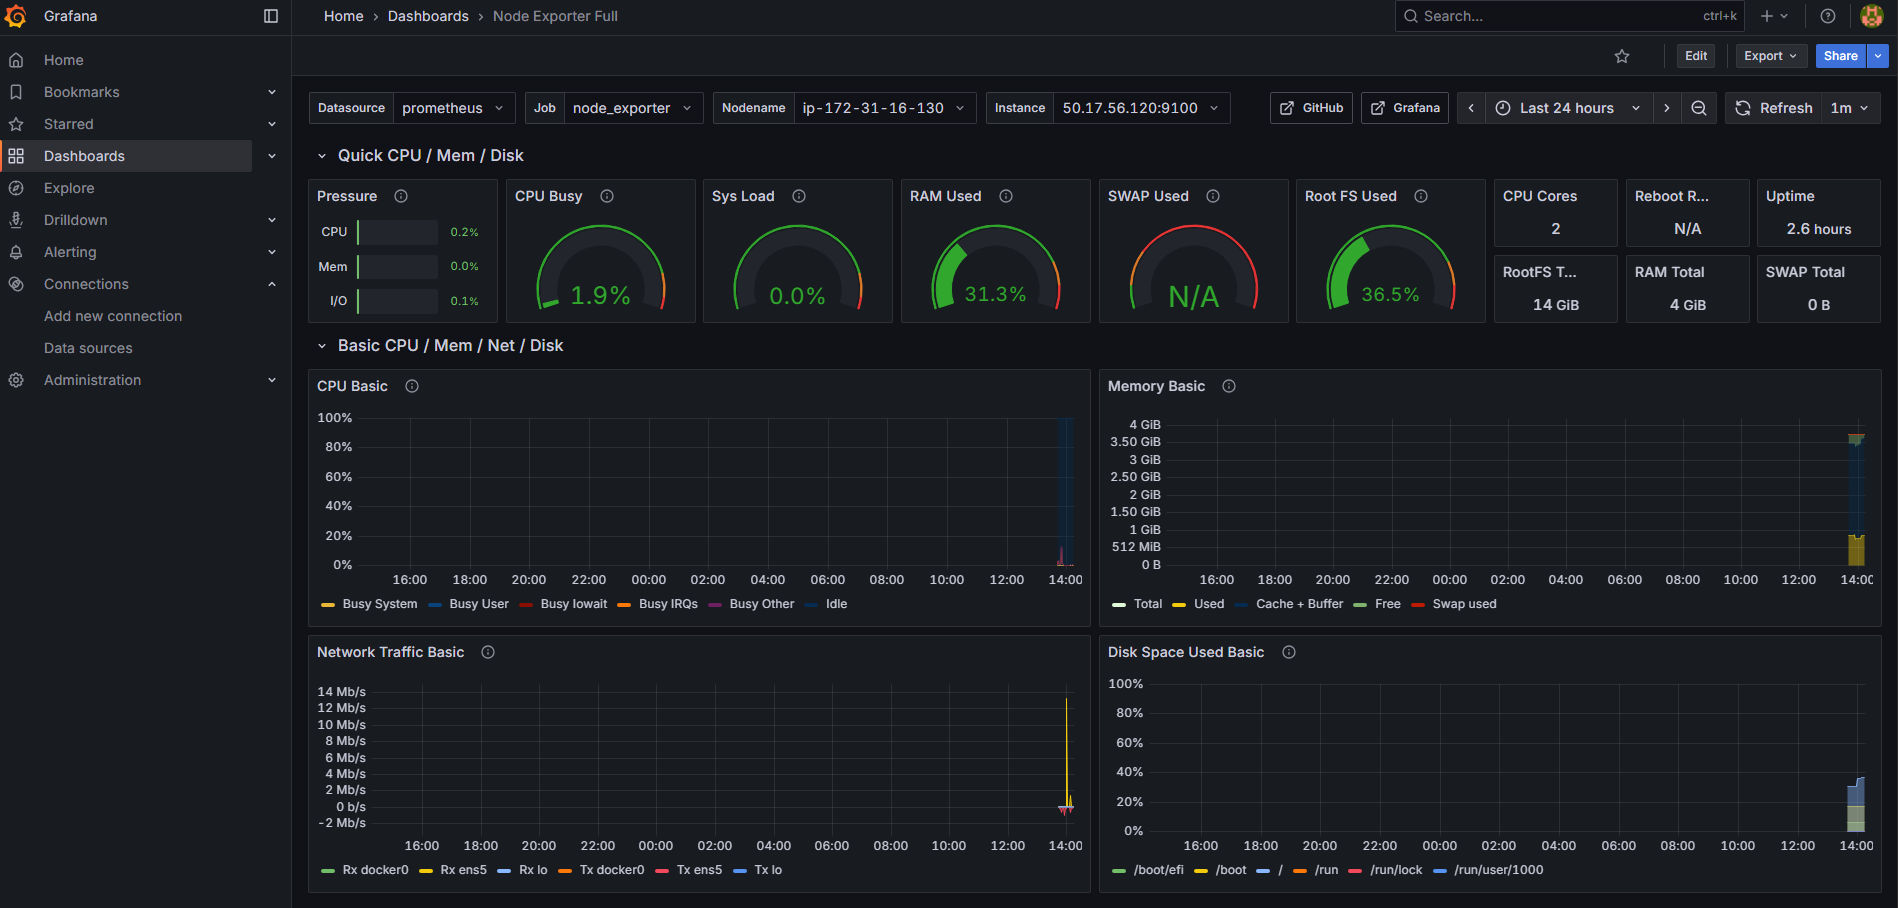 Grafana
Home › Dashboards › Node Exporter Full
Search... ctrl+k
Edit Export Share
Home
Bookmarks
Starred
Dashboards
Explore
Drilldown
Alerting
Connections
Add new connection
Data sources
Administration
Datasource prometheus Job node_exporter Nodename ip-172-31-16-130 Instance 50.17.56.120:9100 GitHub Grafana Last 24 hours Refresh 1m
Quick CPU / Mem / Disk
Pressure
CPU 0.2%
Mem 0.0%
I/O 0.1%
CPU Busy
1.9%
Sys Load
0.0%
RAM Used
31.3%
SWAP Used
N/A
Root FS Used
36.5%
CPU Cores
2
Reboot R...
N/A
Uptime
2.6 hours
RootFS T...
14 GiB
RAM Total
4 GiB
SWAP Total
0 B
Basic CPU / Mem / Net / Disk
CPU Basic
100%
80%
60%
40%
20%
0%
16:00 18:00 20:00 22:00 00:00 02:00 04:00 06:00 08:00 10:00 12:00 14:00
Busy System Busy User Busy Iowait Busy IRQs Busy Other Idle
Memory Basic
4 GiB
3.50 GiB
3 GiB
2.50 GiB
2 GiB
1.50 GiB
1 GiB
512 MiB
0 B
16:00 18:00 20:00 22:00 00:00 02:00 04:00 06:00 08:00 10:00 12:00 14:00
Total Used Cache + Buffer Free Swap used
Network Traffic Basic
14 Mb/s
12 Mb/s
10 Mb/s
8 Mb/s
6 Mb/s
4 Mb/s
2 Mb/s
0 b/s
-2 Mb/s
16:00 18:00 20:00 22:00 00:00 02:00 04:00 06:00 08:00 10:00 12:00 14:00
Rx docker0 Rx ens5 Rx lo Tx docker0 Tx ens5 Tx lo
Disk Space Used Basic
100%
80%
60%
40%
20%
0%
16:00 18:00 20:00 22:00 00:00 02:00 04:00 06:00 08:00 10:00 12:00 14:00
/boot/efi /boot / /run /run/lock /run/user/1000